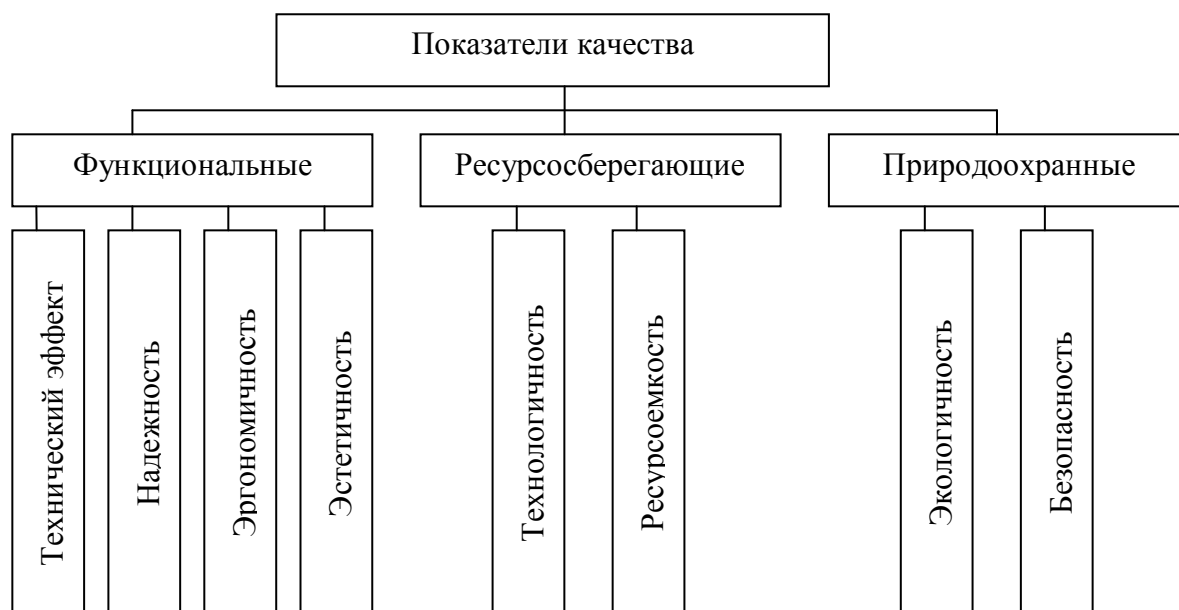 Показатели качества
Функциональные
Ресурсосберегающие
Природоохранные
Технический эффект
Надежность
Эргономичность
Эстетичность
Технологичность
Ресурсоемкость
Экологичность
Безопасность